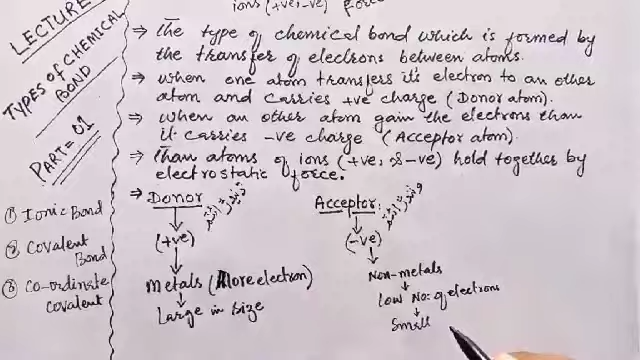 LECTURE
TYPES OF CHEMICAL
BOND
PART= 01
① Ionic Bond
② Covalent
Bond
③ Co-ordinate
covalent
ions (+ve,-ve) force
⇒ The type of chemical bond which is formed by
the transfer of electrons between atoms.
⇒ when one atom transfers it's electron to an other
atom and carries +ve charge (Donor atom).
⇒ when an other atom gain the electrons than
it carries -ve charge (Acceptor atom).
⇒ Than atoms of ions (+ve, & -ve) hold together by
electrostatic force.
⇒ Donor
(+ve)
Metals (More electron)
Large in size
Acceptor:
(-ve)
Non-metals
Low No: of electrons
Small